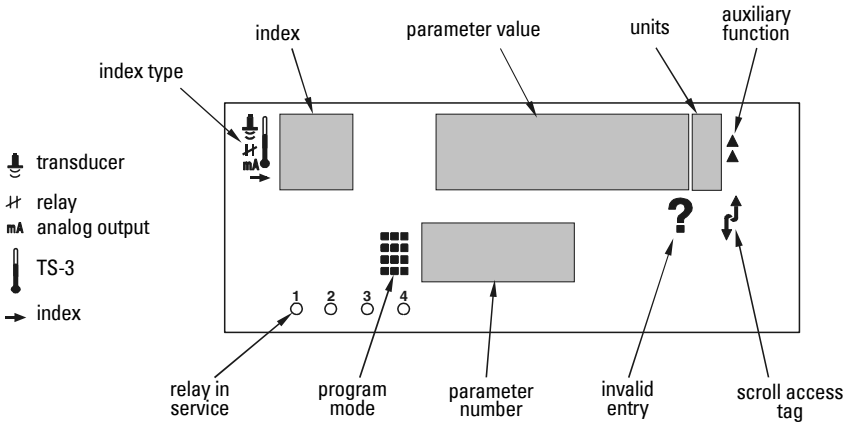 auxiliary
function
index
parameter value
units
index type
mA
transducer
relay
mA analog output
TS-3
index
?
1 2 3 4
relay in
service
program
mode
parameter
number
invalid
entry
scroll access
tag